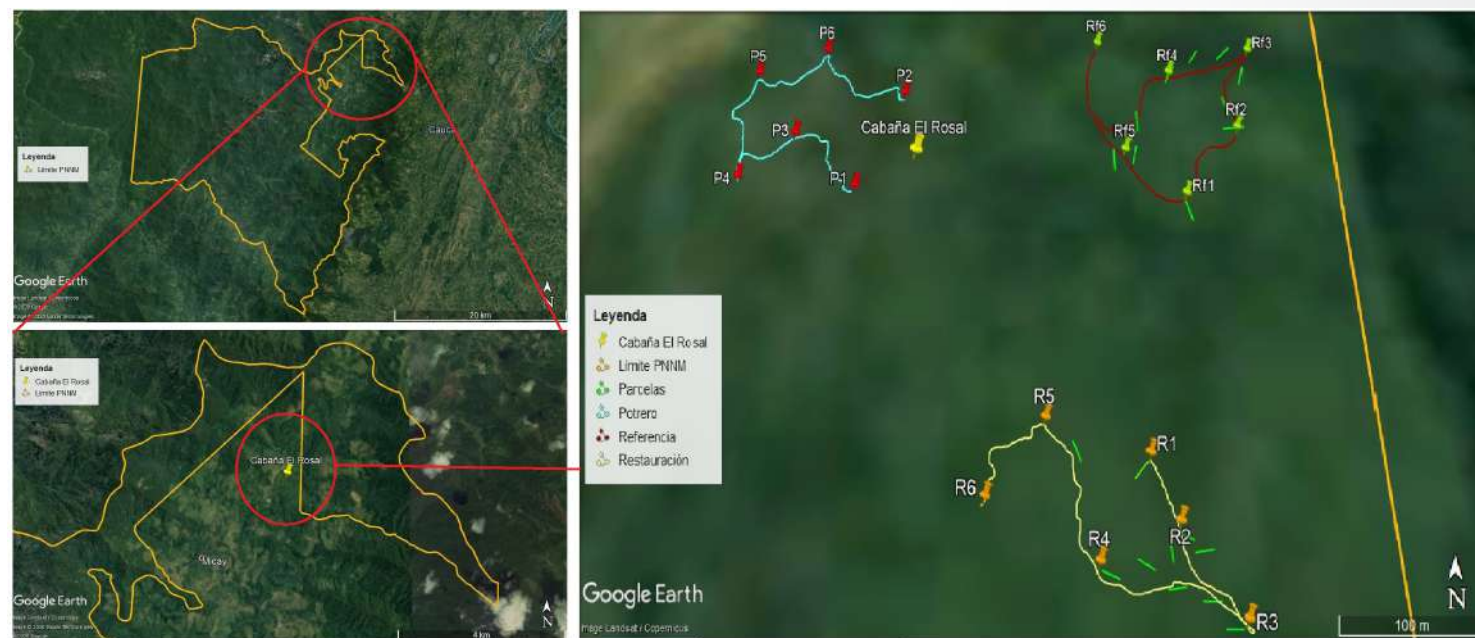 Cauca
Leyenda
Límite PNNM
Google Earth
20 km
N
Leyenda
Cabaña El Rosal
Límite PNNM
Cabaña El Rosal
Micay
Google Earth
4 km
N
P6
P5
P2
P3
Cabaña El Rosal
P4
P1
Rf6
Rf4
Rf3
Rf2
Rf5
Rf1
Leyenda
Cabaña El Rosal
Límite PNNM
Parcelas
Potrero
Referencia
Restauración
R5
R1
R6
R2
R4
R3
Google Earth
Image Landsat / Copernicus
100 m
N